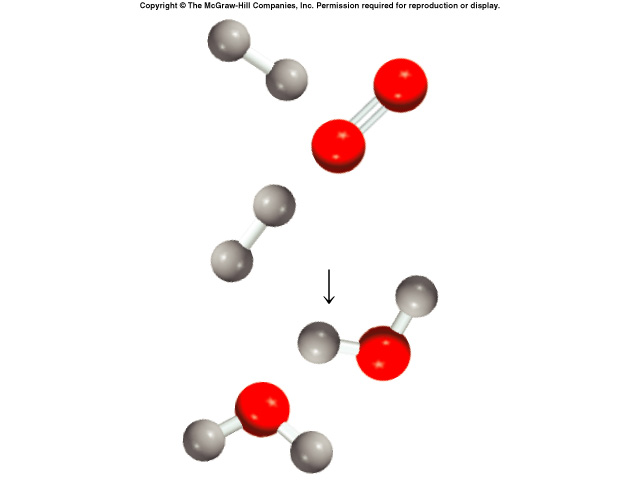 Copyright © The McGraw-Hill Companies, Inc. Permission required for reproduction or display.